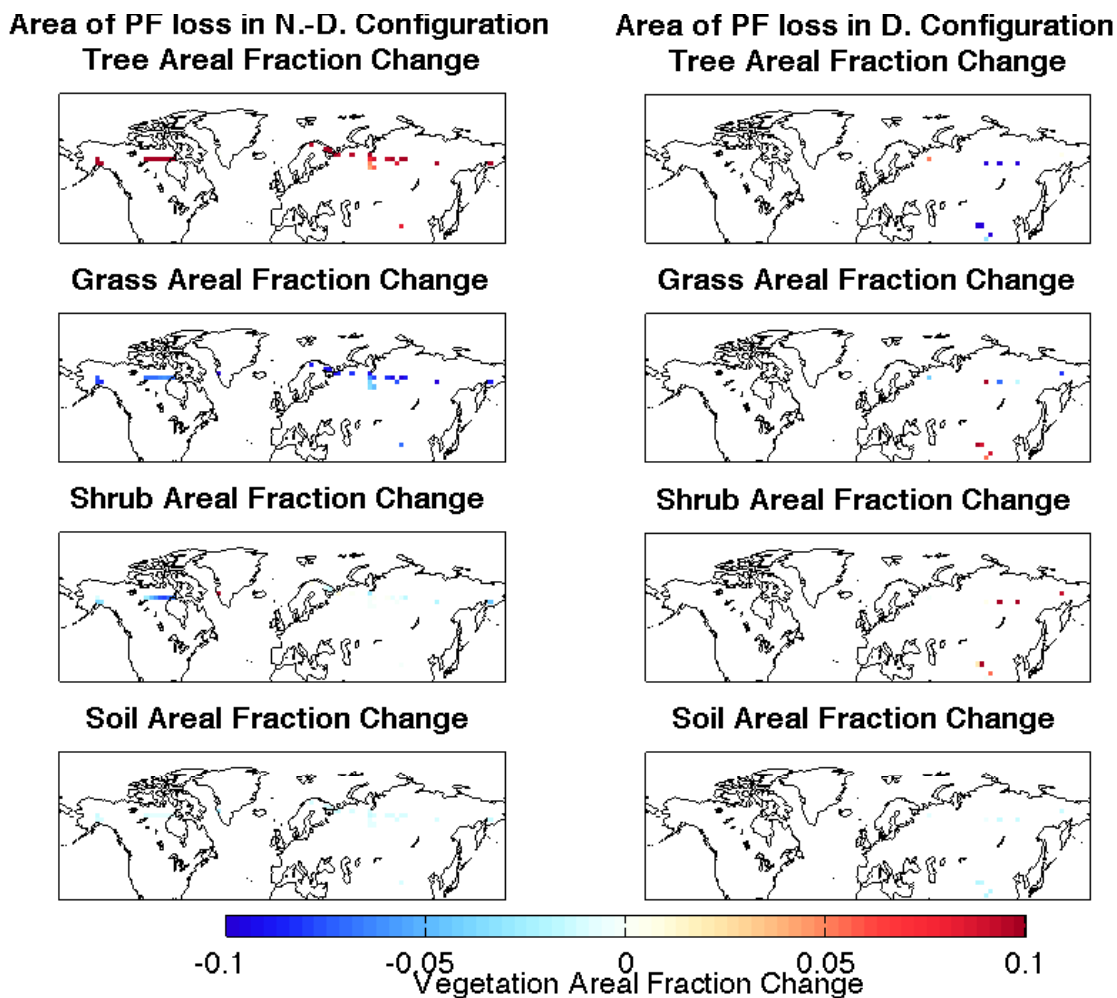 Area of PF loss in N.-D. Configuration
Tree Areal Fraction Change
Area of PF loss in D. Configuration
Tree Areal Fraction Change
Grass Areal Fraction Change
Grass Areal Fraction Change
Shrub Areal Fraction Change
Shrub Areal Fraction Change
Soil Areal Fraction Change
Soil Areal Fraction Change
-0.1 -0.05 0 0.05 0.1
Vegetation Areal Fraction Change